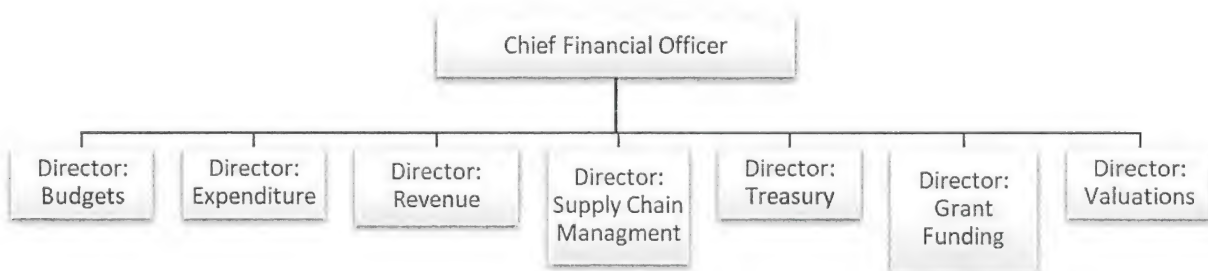 Chief Financial Officer
Director:
Budgets
Director:
Expenditure
Director:
Revenue
Director:
Supply Chain
Managment
Director:
Treasury
Director:
Grant
Funding
Director:
Valuations